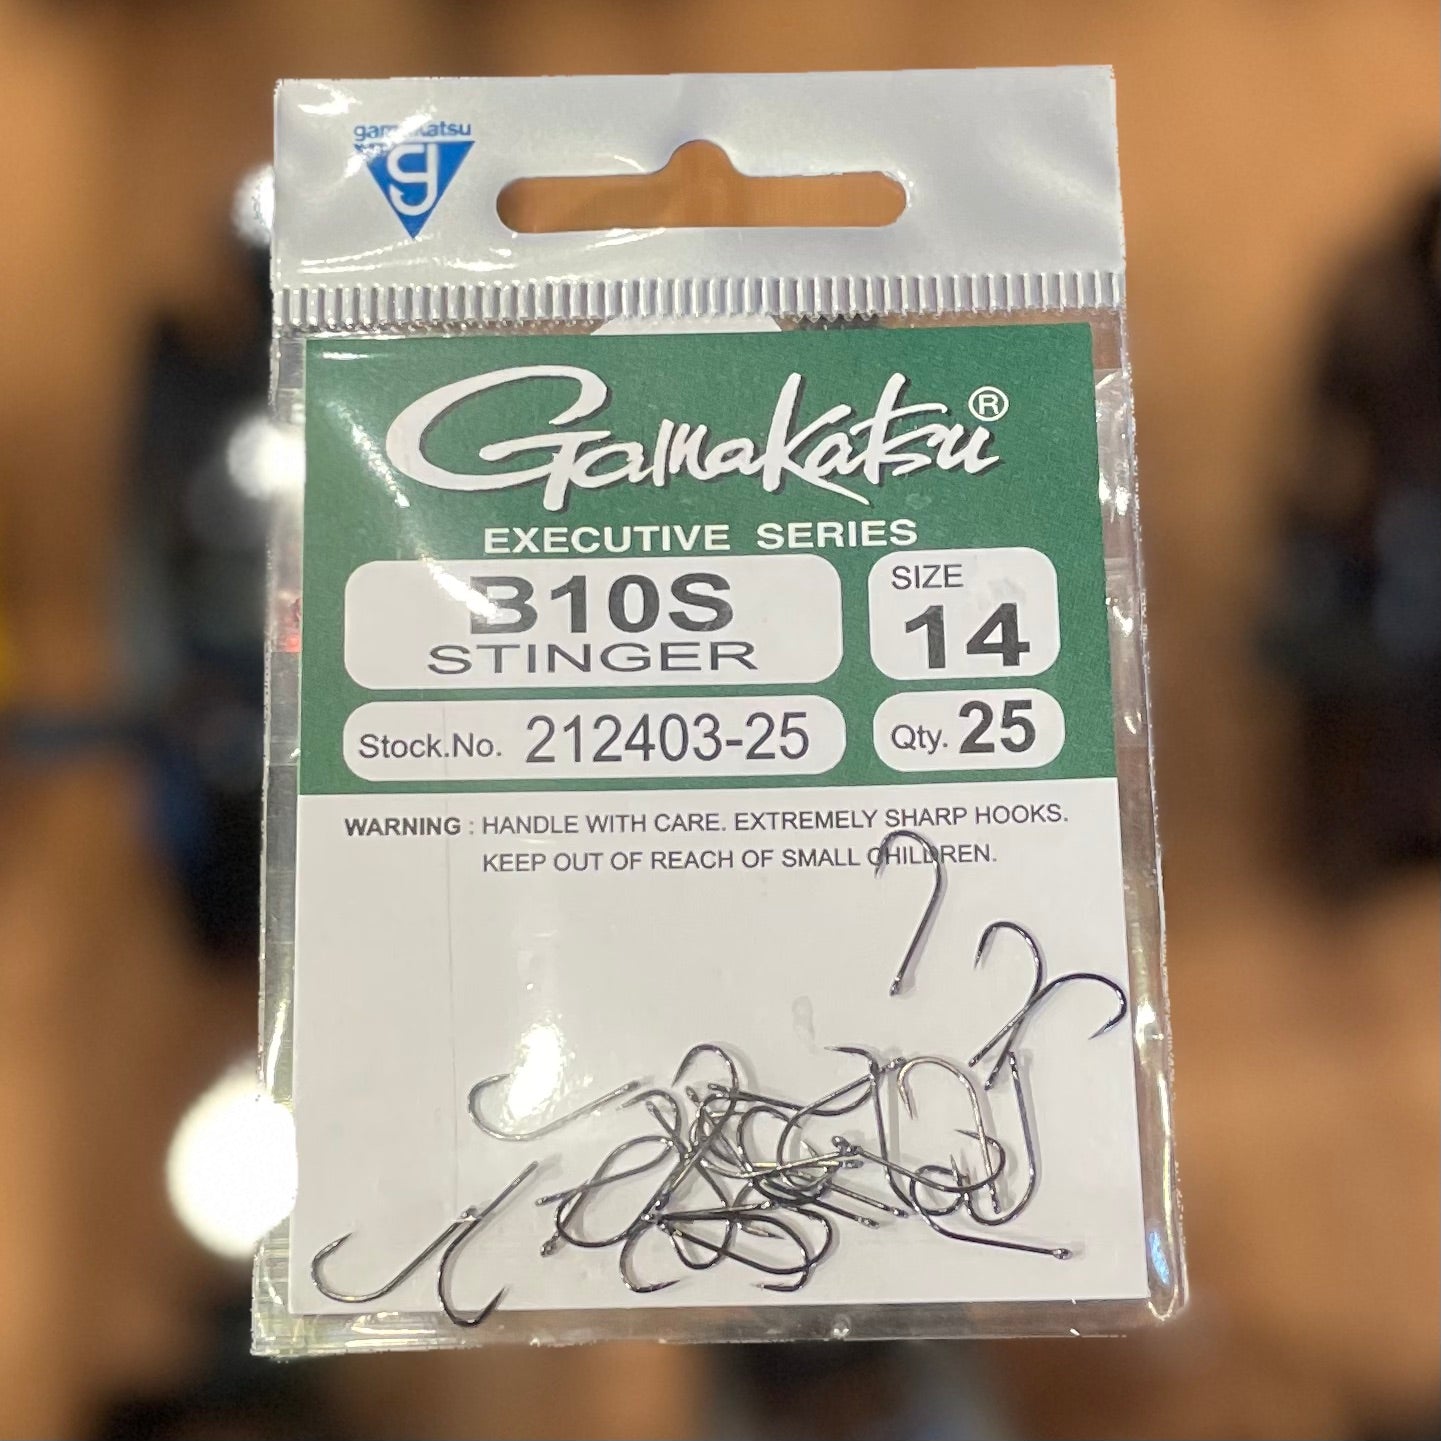 gamakatsu
Gamakatsu®
EXECUTIVE SERIES
B10S
STINGER
SIZE
14
Stock.No. 212403-25
Qty. 25
WARNING : HANDLE WITH CARE. EXTREMELY SHARP HOOKS.
KEEP OUT OF REACH OF SMALL CHILDREN.